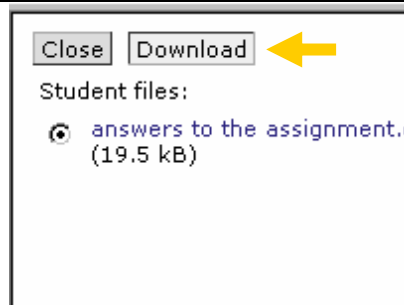 Close Download
Student files:
answers to the assignment.
(19.5 kB)